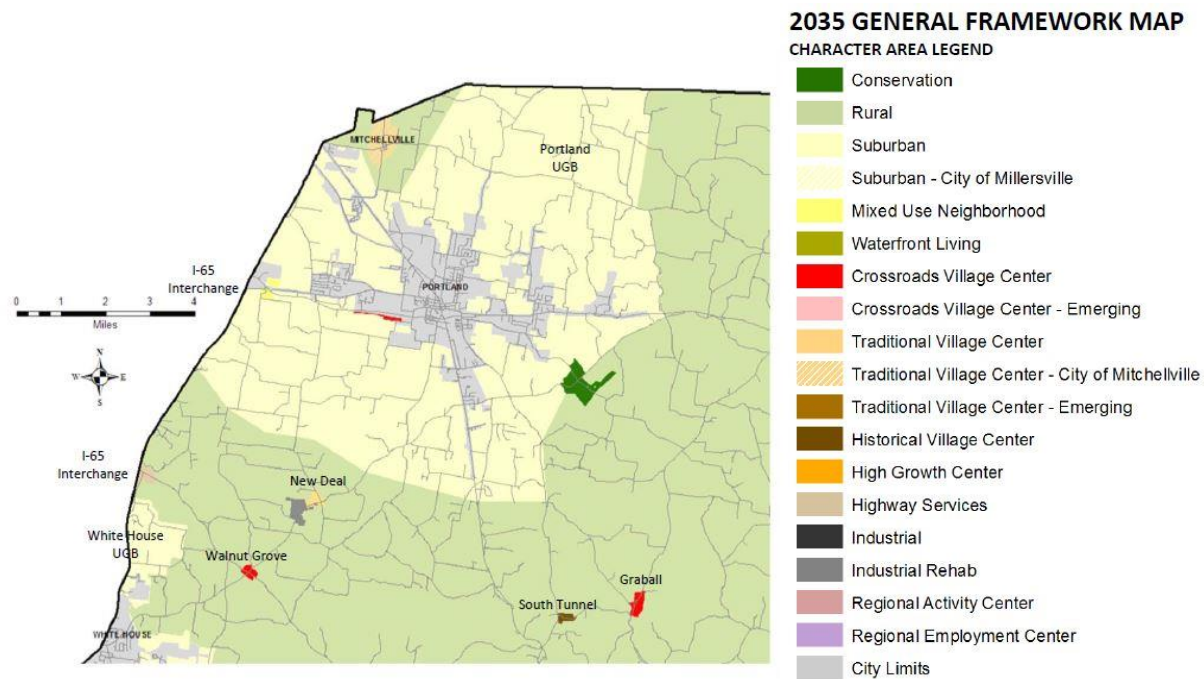 2035 GENERAL FRAMEWORK MAP
CHARACTER AREA LEGEND
Conservation
Rural
Suburban
Suburban - City of Millersville
Mixed Use Neighborhood
Waterfront Living
Crossroads Village Center
Crossroads Village Center - Emerging
Traditional Village Center
Traditional Village Center - City of Mitchellville
Traditional Village Center - Emerging
Historical Village Center
High Growth Center
Highway Services
Industrial
Industrial Rehab
Regional Activity Center
Regional Employment Center
City Limits
MITCHELLVILLE
Portland
UGB
I-65
Interchange
PORTLAND
0 1 2 3 4
Miles
N
W E
S
I-65
Interchange
New Deal
White House
UGB
Walnut Grove
Graball
South Tunnel
WHITE HOUSE